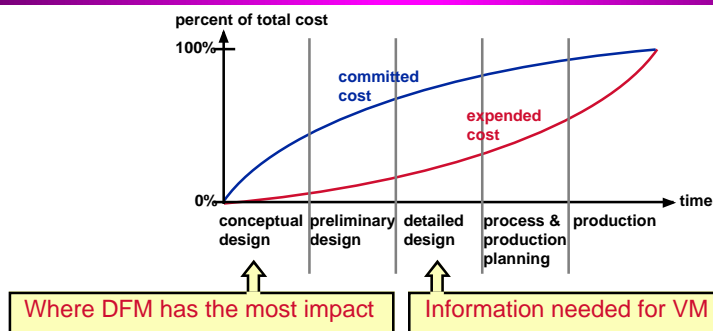 percent of total cost
100%
committed
cost
expended
cost
0%
time
conceptual
design
preliminary
design
detailed
design
process &
production
planning
production
Where DFM has the most impact
Information needed for VM